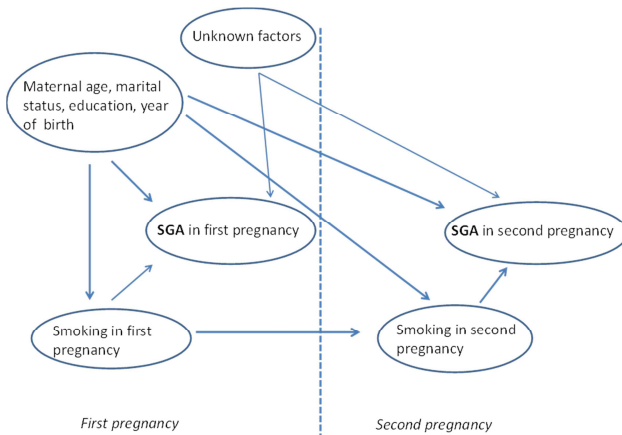 Unknown factors
Maternal age, marital
status, education, year
of birth
SGA in first pregnancy
SGA in second pregnancy
Smoking in first
pregnancy
Smoking in second
pregnancy
First pregnancy
Second pregnancy